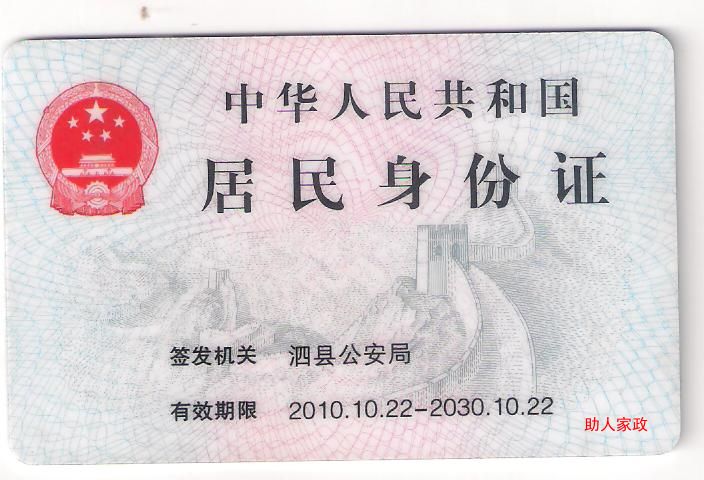 中华人民共和国
居民身份证
签发机关 泗县公安局
有效期限 2010.10.22-2030.10.22
助人家政